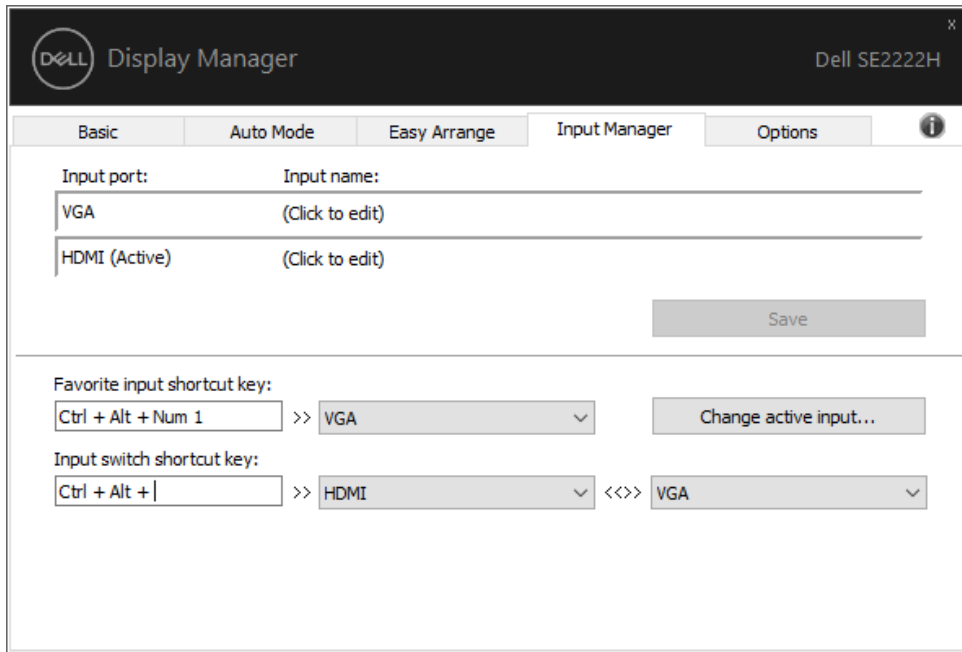 x
DELL Display Manager Dell SE2222H
Basic Auto Mode Easy Arrange Input Manager Options i
Input port: Input name:
VGA (Click to edit)
HDMI (Active) (Click to edit)
Save
Favorite input shortcut key:
Ctrl + Alt + Num 1 >> VGA Change active input...
Input switch shortcut key:
Ctrl + Alt + >> HDMI <<>> VGA